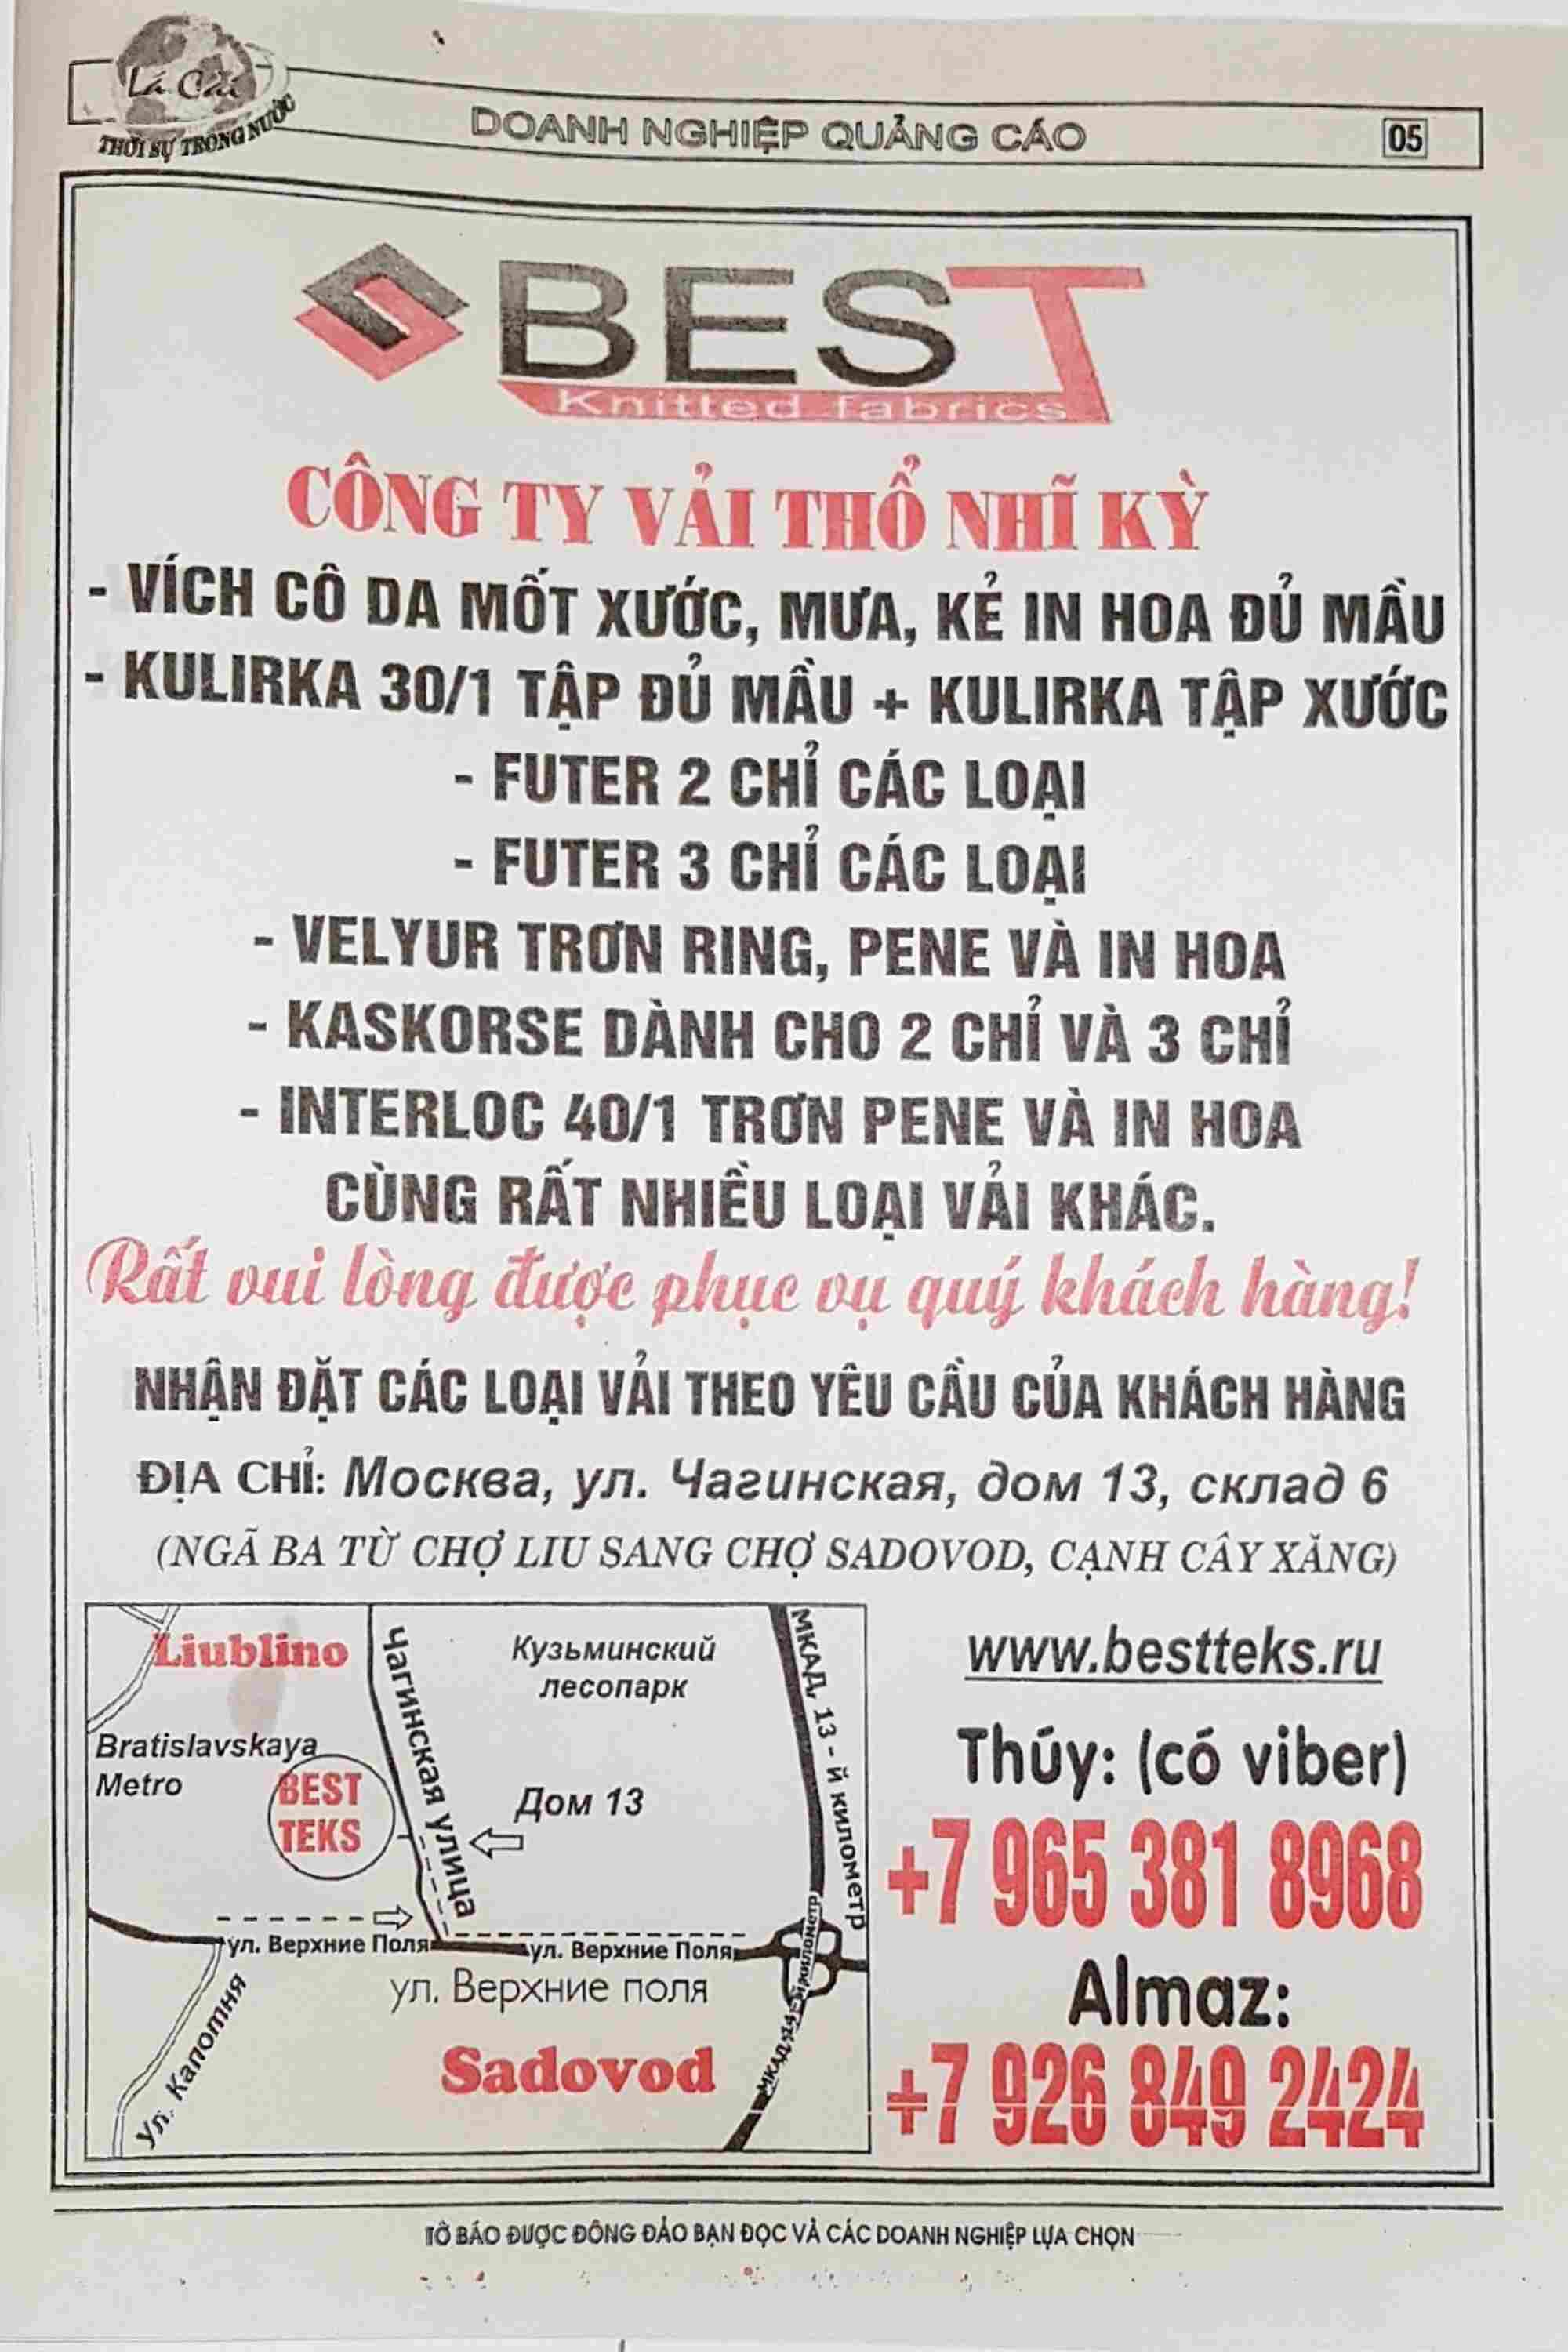 Lá Cải
THỜI SỰ TRONG NƯỚC
DOANH NGHIỆP QUẢNG CÁO
05
BEST
Knitted fabrics
CÔNG TY VẢI THỔ NHĨ KỲ
- VÍCH CÔ DA MỐT XƯỚC, MƯA, KẺ IN HOA ĐỦ MẦU
- KULIRKA 30/1 TẬP ĐỦ MẦU + KULIRKA TẬP XƯỚC
- FUTER 2 CHỈ CÁC LOẠI
- FUTER 3 CHỈ CÁC LOẠI
- VELYUR TRƠN RING, PENE VÀ IN HOA
- KASKORSE DÀNH CHO 2 CHỈ VÀ 3 CHỈ
- INTERLOC 40/1 TRƠN PENE VÀ IN HOA
CÙNG RẤT NHIỀU LOẠI VẢI KHÁC.
Rất vui lòng được phục vụ quý khách hàng!
NHẬN ĐẶT CÁC LOẠI VẢI THEO YÊU CẦU CỦA KHÁCH HÀNG
ĐỊA CHỈ: Москва, ул. Чагинская, дом 13, склад 6
(NGÃ BA TỪ CHỢ LIU SANG CHỢ SADOVOD, CẠNH CÂY XĂNG)
Liublino
Чагинская улица
Кузьминский
лесопарк
МКАД, 13 - й километр
Bratislavskaya
Metro
BEST
TEKS
Дом 13
ул. Верхние Поля
ул. Верхние Поля
ул. Верхние поля
Ул. Капотня
МКАД, 14 - й километр
Sadovod
www.bestteks.ru
Thúy: (có viber)
+7 965 381 8968
Almaz:
+7 926 849 2424
TỜ BÁO ĐƯỢC ĐÔNG ĐẢO BẠN ĐỌC VÀ CÁC DOANH NGHIỆP LỰA CHỌN